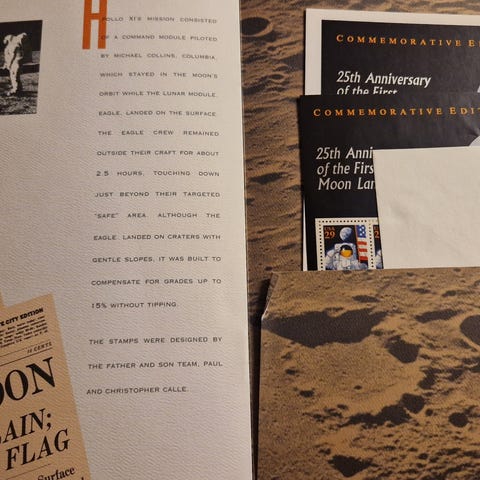 APOLLO XI'S MISSION CONSISTED
OF A COMMAND MODULE PILOTED
BY MICHAEL COLLINS, COLUMBIA,
WHICH STAYED IN THE MOON'S
ORBIT WHILE THE LUNAR MODULE,
EAGLE, LANDED ON THE SURFACE.
THE EAGLE CREW REMAINED
OUTSIDE THEIR CRAFT FOR ABOUT
2.5 HOURS, TOUCHING DOWN
JUST BEYOND THEIR TARGETED
"SAFE" AREA. ALTHOUGH THE
EAGLE, LANDED ON CRATERS WITH
GENTLE SLOPES, IT WAS BUILT TO
COMPENSATE FOR GRADES UP TO
15% WITHOUT TIPPING.
THE STAMPS WERE DESIGNED BY
THE FATHER AND SON TEAM, PAUL
AND CHRISTOPHER CALLE.
E CITY EDITION
10 CENTS
OON
AIN;
FLAG
Surface
COMMEMORATIVE EDI
25th Anniversary
of the First
COMMEMORATIVE EDIT
25th Ann
of the Firs
Moon Lan
USA
29